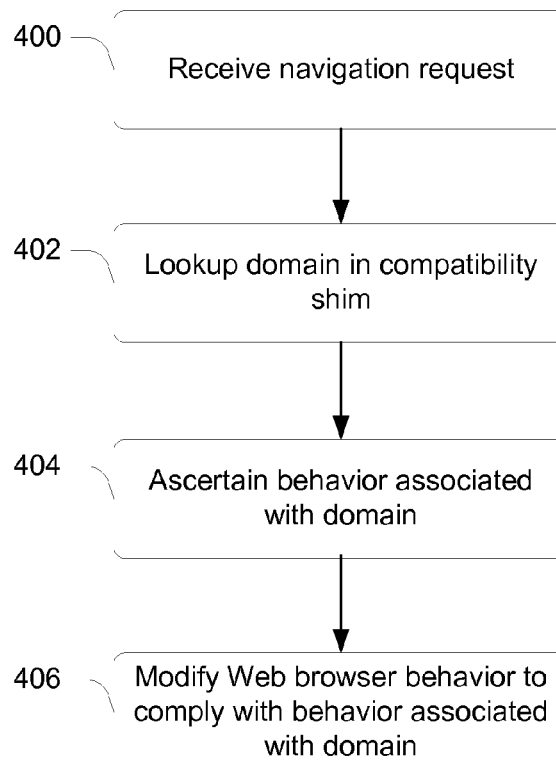 400
Receive navigation request
402
Lookup domain in compatibility
shim
404
Ascertain behavior associated
with domain
406
Modify Web browser behavior to
comply with behavior associated
with domain